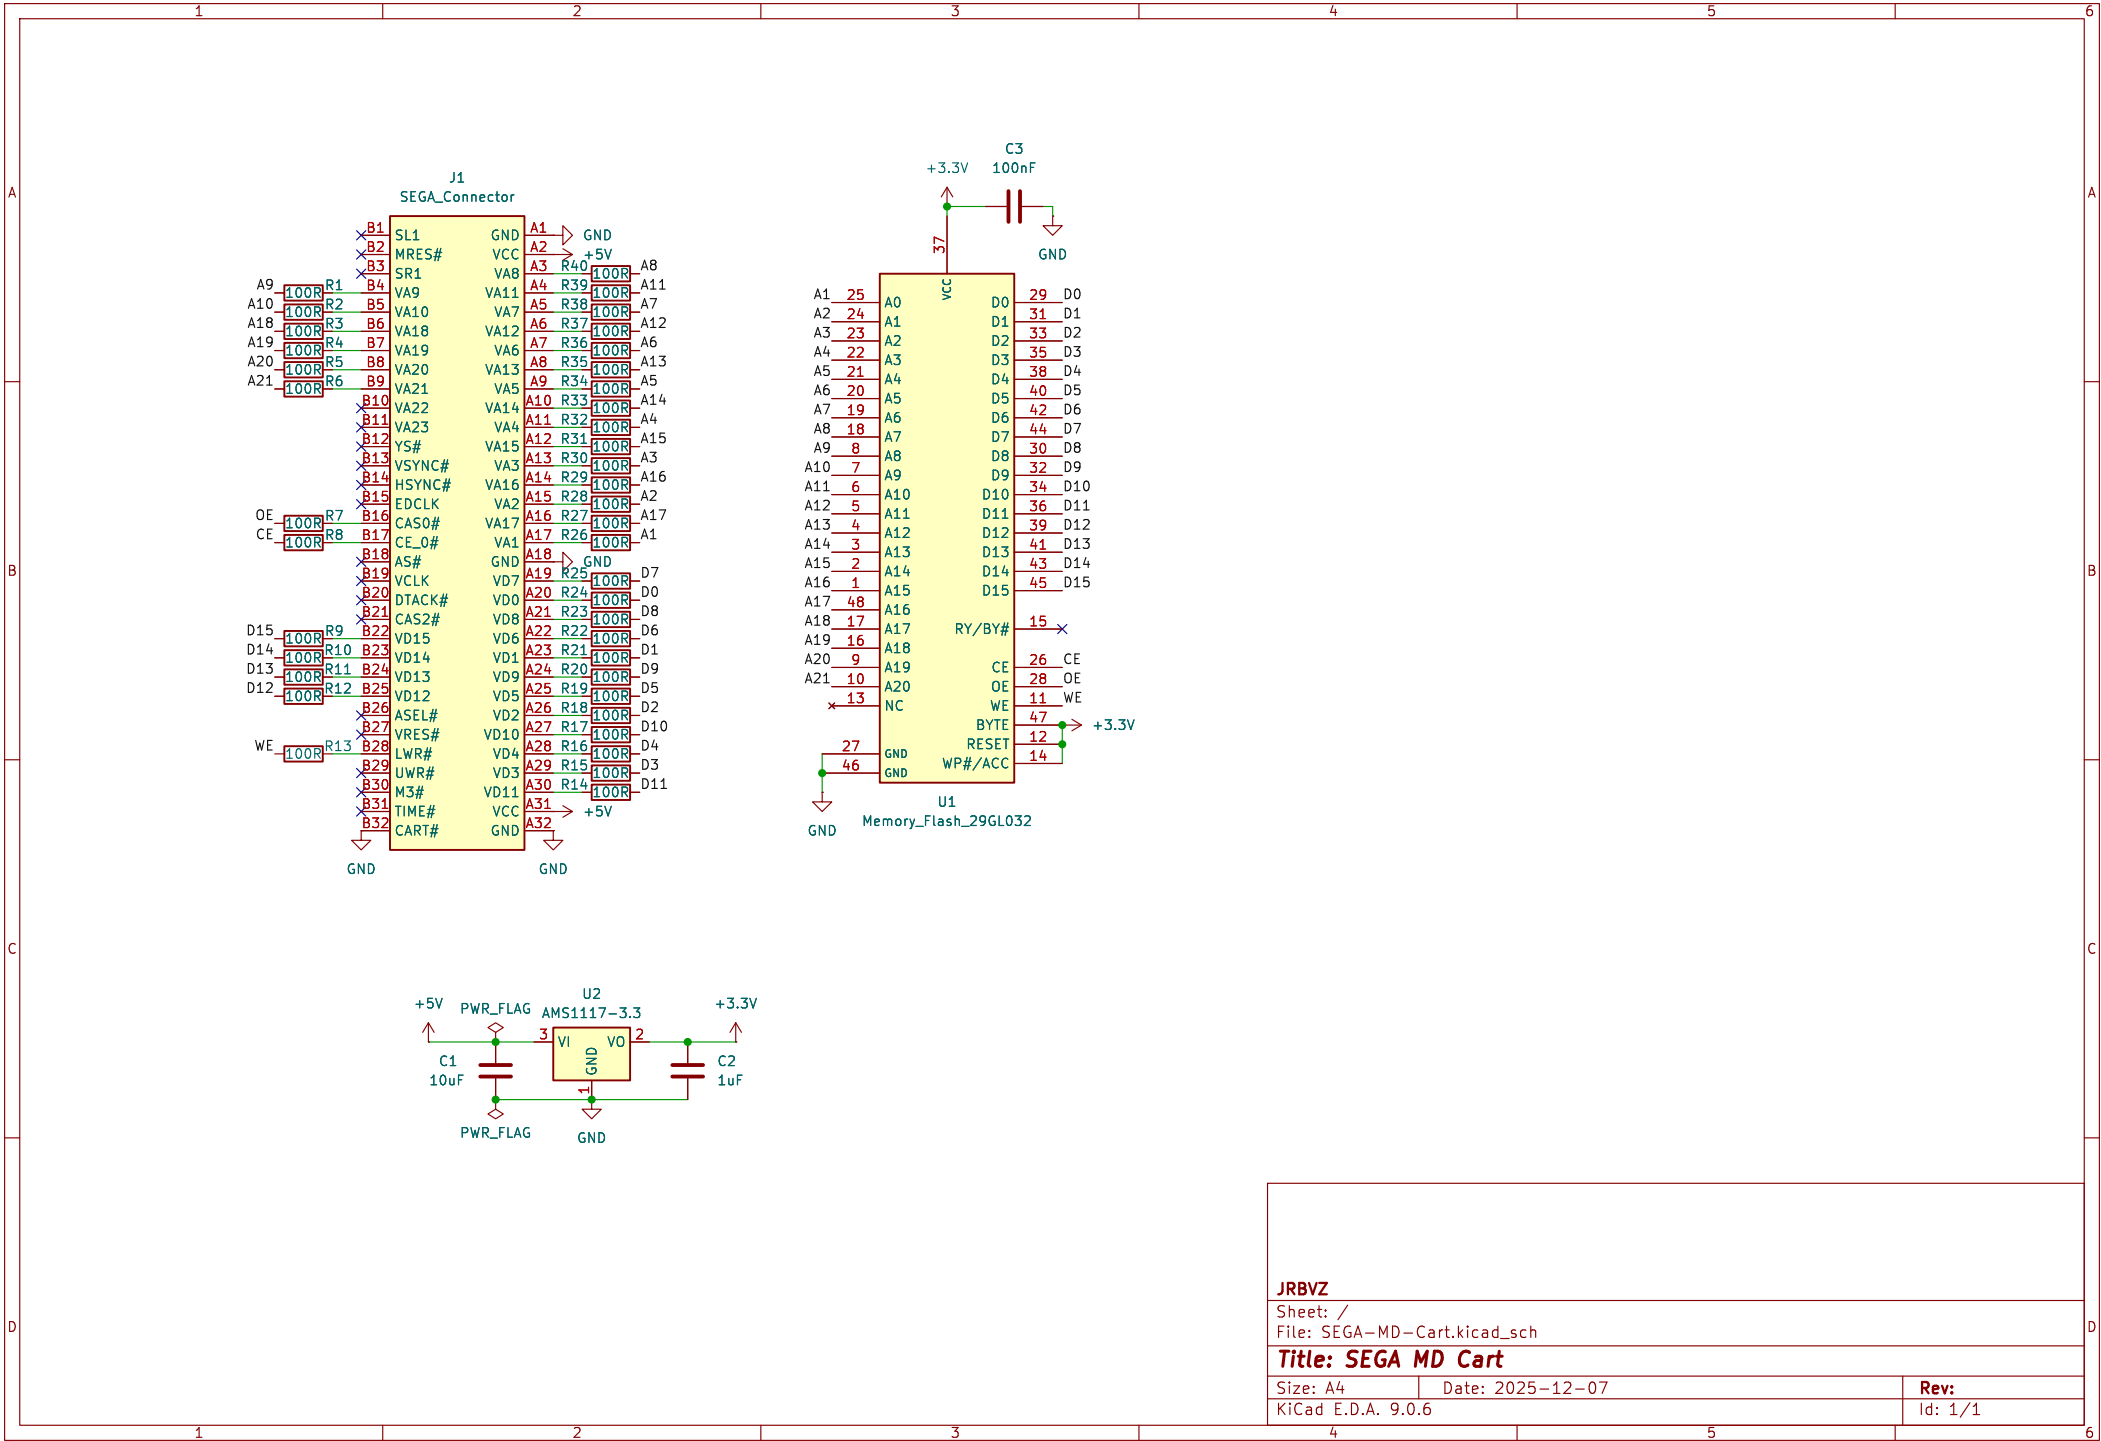 1 2 3 4 5 6
A A
B B
C C
D D
J1
SEGA_Connector
B1 SL1 GND A1 GND
B2 MRES# VCC A2 +5V
B3 SR1 VA8 A3 R40 100R A8
A9 100R R1 B4 VA9 VA11 A4 R39 100R A11
A10 100R R2 B5 VA10 VA7 A5 R38 100R A7
A18 100R R3 B6 VA18 VA12 A6 R37 100R A12
A19 100R R4 B7 VA19 VA6 A7 R36 100R A6
A20 100R R5 B8 VA20 VA13 A8 R35 100R A13
A21 100R R6 B9 VA21 VA5 A9 R34 100R A5
B10 VA22 VA14 A10 R33 100R A14
B11 VA23 VA4 A11 R32 100R A4
B12 YS# VA15 A12 R31 100R A15
B13 VSYNC# VA3 A13 R30 100R A3
B14 HSYNC# VA16 A14 R29 100R A16
B15 EDCLK VA2 A15 R28 100R A2
OE 100R R7 B16 CAS0# VA17 A16 R27 100R A17
CE 100R R8 B17 CE_0# VA1 A17 R26 100R A1
B18 AS# GND A18 GND
B19 VCLK VD7 A19 R25 100R D7
B20 DTACK# VD0 A20 R24 100R D0
B21 CAS2# VD8 A21 R23 100R D8
D15 100R R9 B22 VD15 VD6 A22 R22 100R D6
D14 100R R10 B23 VD14 VD1 A23 R21 100R D1
D13 100R R11 B24 VD13 VD9 A24 R20 100R D9
D12 100R R12 B25 VD12 VD5 A25 R19 100R D5
B26 ASEL# VD2 A26 R18 100R D2
B27 VRES# VD10 A27 R17 100R D10
WE 100R R13 B28 LWR# VD4 A28 R16 100R D4
B29 UWR# VD3 A29 R15 100R D3
B30 M3# VD11 A30 R14 100R D11
B31 TIME# VCC A31 +5V
B32 CART# GND A32
GND GND
C3
+3.3V 100nF
GND
37
VCC
A1 25 A0 D0 29 D0
A2 24 A1 D1 31 D1
A3 23 A2 D2 33 D2
A4 22 A3 D3 35 D3
A5 21 A4 D4 38 D4
A6 20 A5 D5 40 D5
A7 19 A6 D6 42 D6
A8 18 A7 D7 44 D7
A9 8 A8 D8 30 D8
A10 7 A9 D9 32 D9
A11 6 A10 D10 34 D10
A12 5 A11 D11 36 D11
A13 4 A12 D12 39 D12
A14 3 A13 D13 41 D13
A15 2 A14 D14 43 D14
A16 1 A15 D15 45 D15
A17 48 A16
A18 17 A17 RY/BY# 15
A19 16 A18
A20 9 A19 CE 26 CE
A21 10 A20 OE 28 OE
13 NC WE 11 WE
BYTE 47 +3.3V
RESET 12
27 GND WP#/ACC 14
46 GND
U1
GND Memory_Flash_29GL032
U2
+5V PWR_FLAG AMS1117-3.3 +3.3V
3 VI VO 2
GND
1
C1 C2
10uF 1uF
PWR_FLAG GND
JRBVZ
Sheet: /
File: SEGA-MD-Cart.kicad_sch
Title: SEGA MD Cart
Size: A4 Date: 2025-12-07 Rev:
KiCad E.D.A. 9.0.6 Id: 1/1
1 2 3 4 5 6